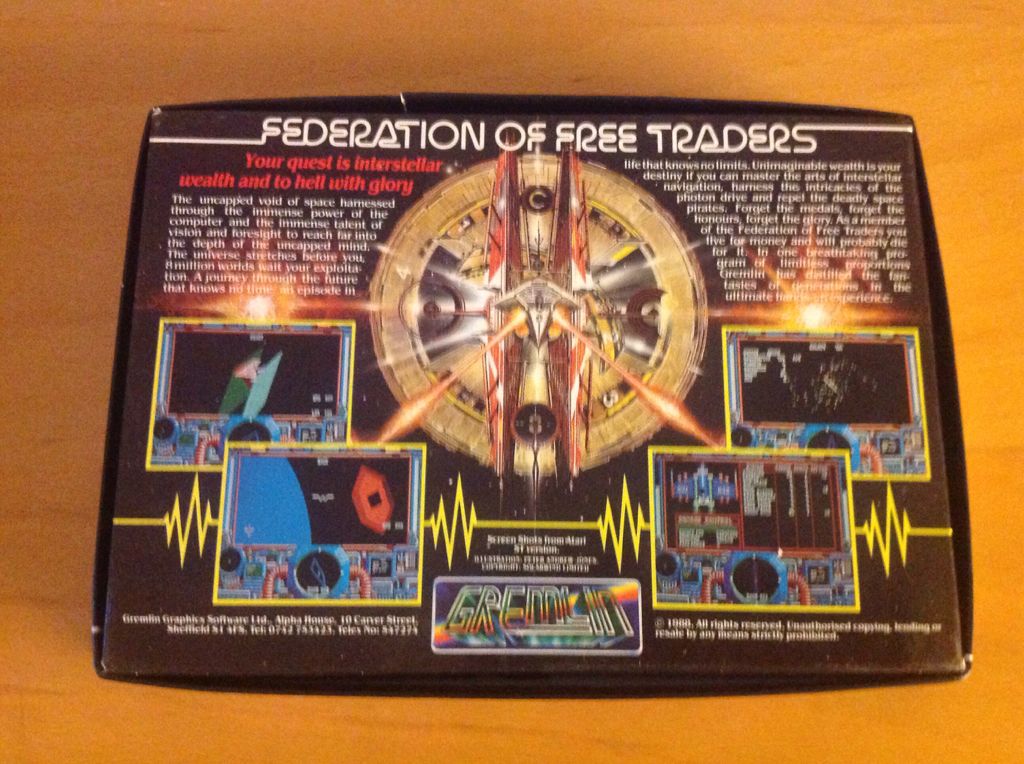 FEDERATION OF FREE TRADERS
Your quest is interstellar
wealth and to hell with glory
The uncapped void of space harnessed
through the immense power of the
computer and the immense talent of
vision and foresight to reach far into
the depth of the uncapped mind.
The universe stretches before you,
8 million worlds wait your exploita-
tion. A journey through the future
that knows no time, an episode in
life that knows no limits. Unimaginable wealth is your
destiny if you can master the arts of interstellar
navigation, harness the intricacies of the
photon drive and repel the deadly space
pirates. Forget the medals, forget the
honours, forget the glory. As a member
of the Federation of Free Traders you
live for money and will probably die
for it. In one breathtaking pro-
gram of limitless proportions
Gremlin has distilled the fan-
tasies of generations in the
ultimate hands-on experience.
Screen Shots from Atari
ST version.
ILLUSTRATION: PETER ANDREW JONES.
COPYRIGHT: SOLARWIND LIMITED
GREMLIN
Gremlin Graphics Software Ltd., Alpha House, 10 Carver Street,
Sheffield S1 4FS. Tel: 0742 753423. Telex No: 547274
© 1988. All rights reserved. Unauthorised copying, lending or
resale by any means strictly prohibited.